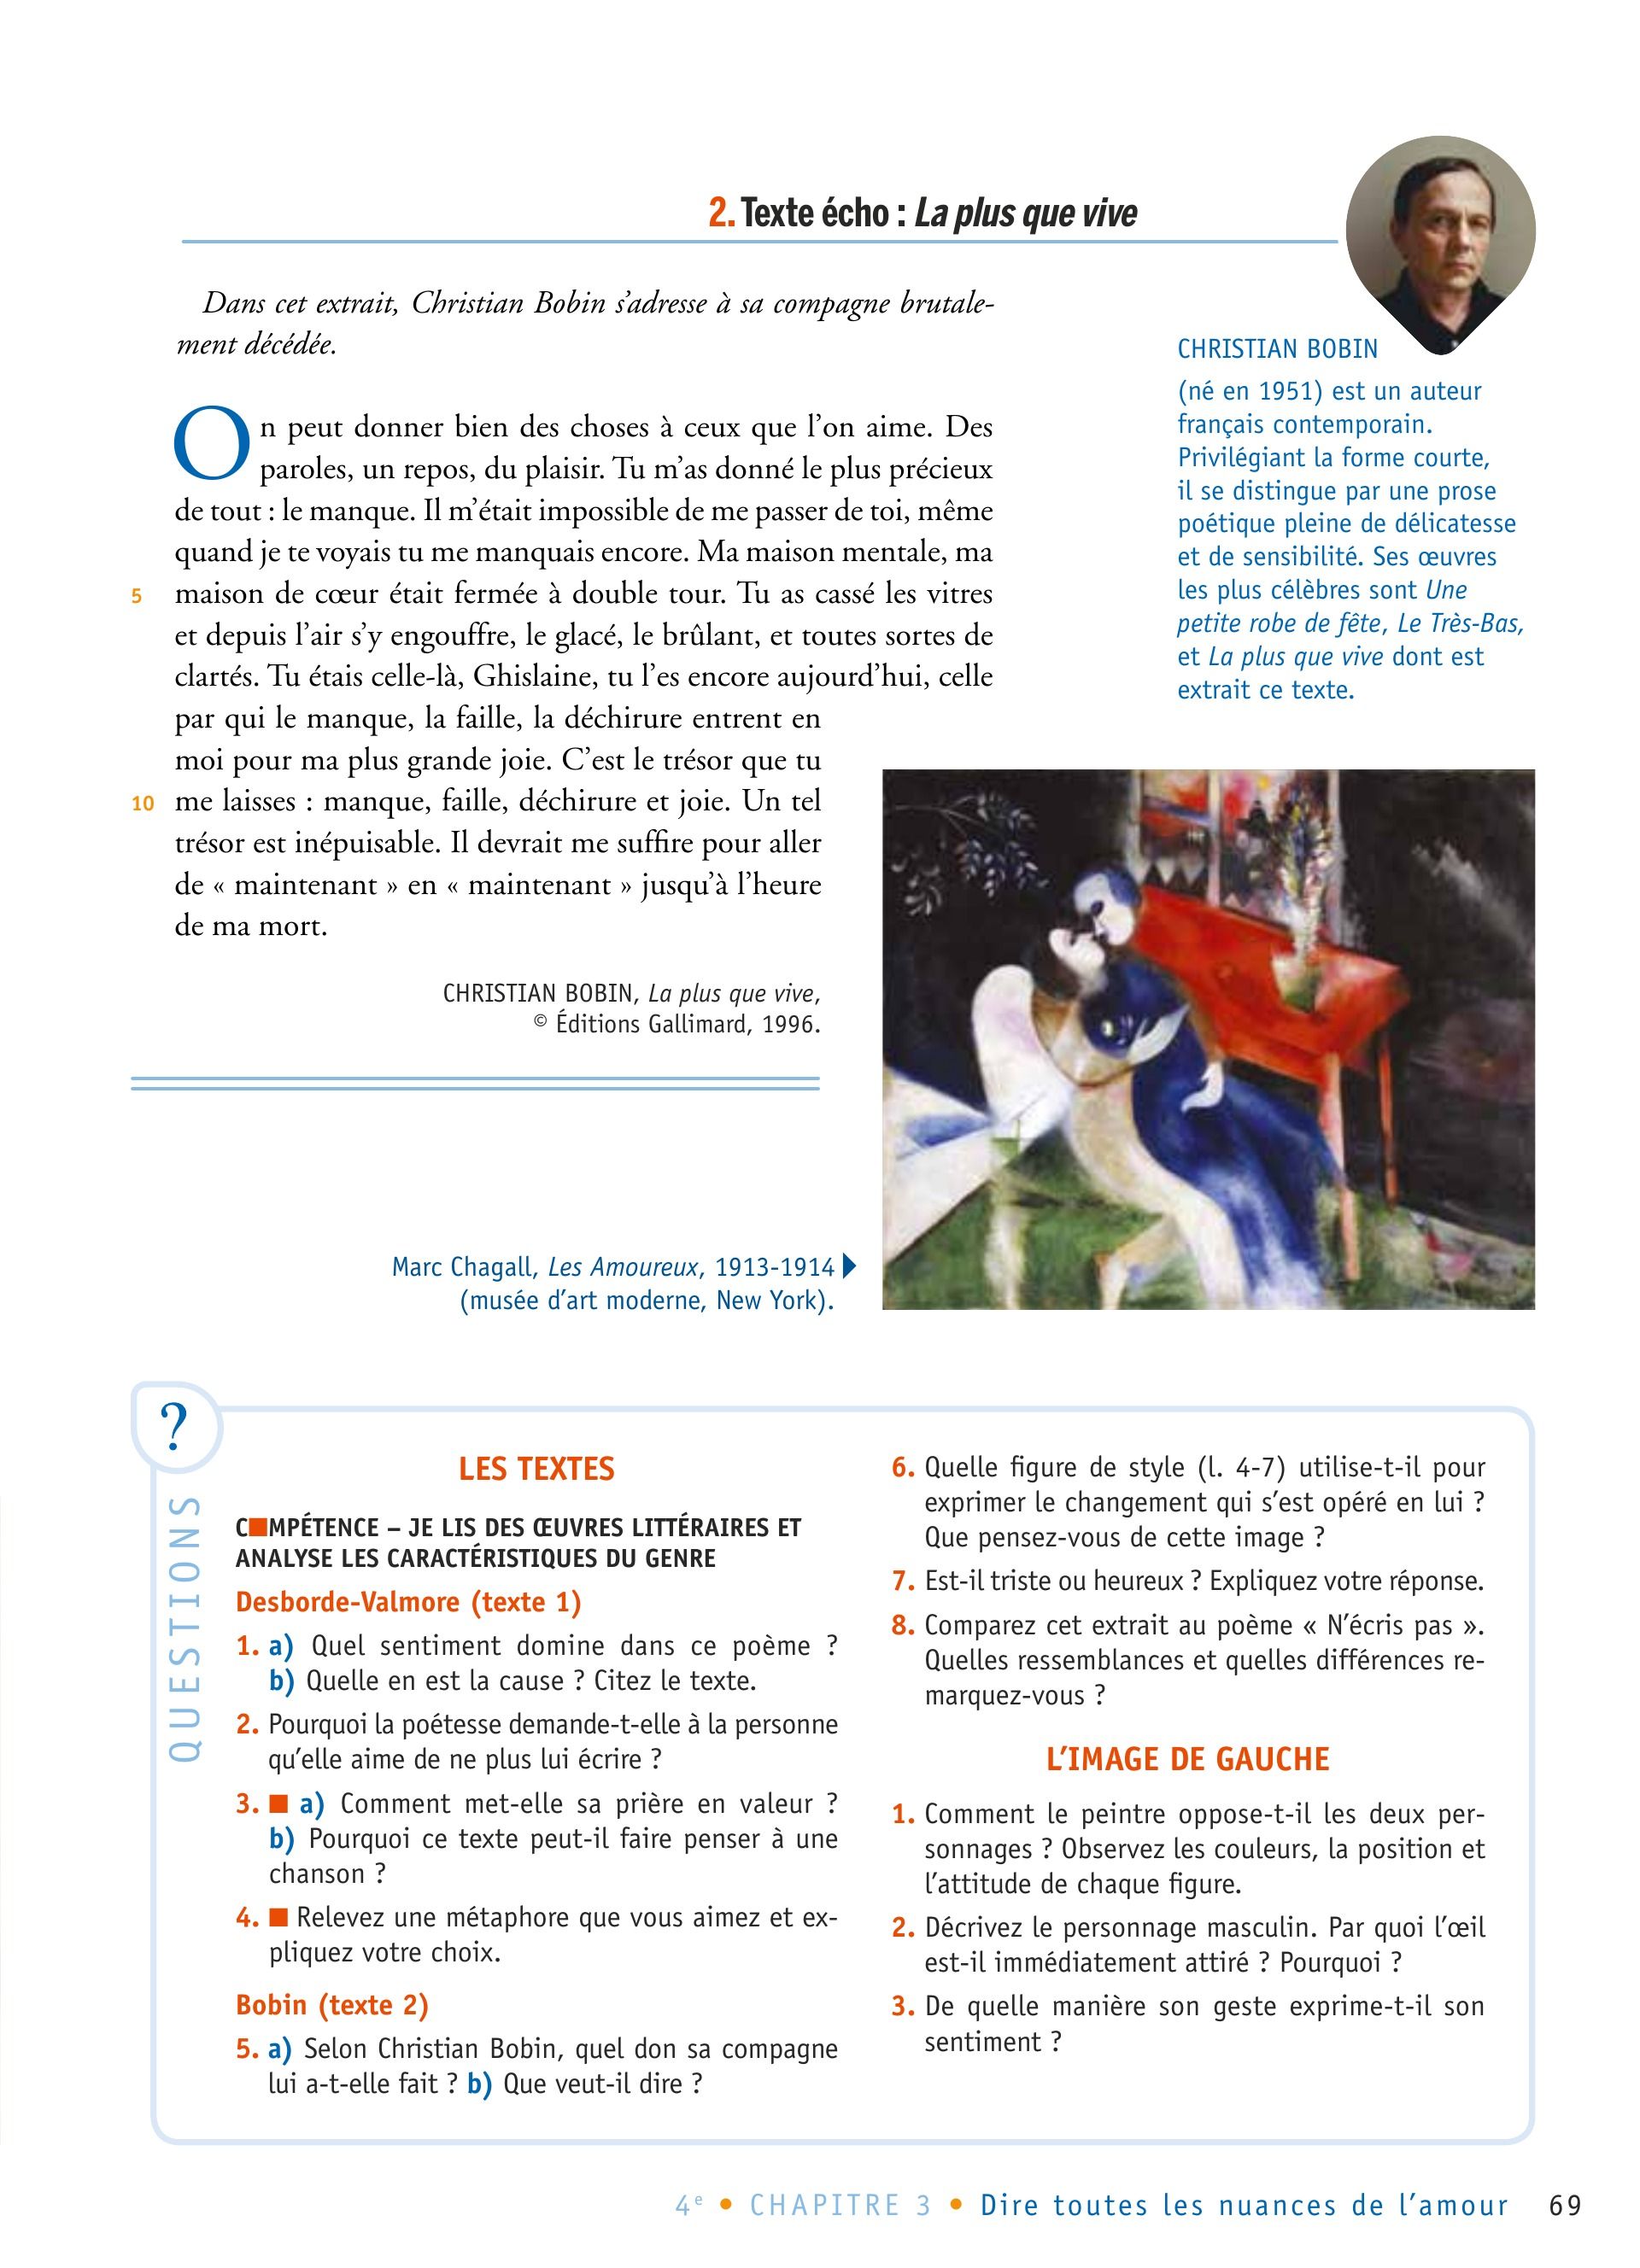 2. Texte écho : La plus que vive
Dans cet extrait, Christian Bobin s’adresse à sa compagne brutale-
ment décédée.
On peut donner bien des choses à ceux que l’on aime. Des
paroles, un repos, du plaisir. Tu m’as donné le plus précieux
de tout : le manque. Il m’était impossible de me passer de toi, même
quand je te voyais tu me manquais encore. Ma maison mentale, ma
5 maison de cœur était fermée à double tour. Tu as cassé les vitres
et depuis l’air s’y engouffre, le glacé, le brûlant, et toutes sortes de
clartés. Tu étais celle-là, Ghislaine, tu l’es encore aujourd’hui, celle
par qui le manque, la faille, la déchirure entrent en
moi pour ma plus grande joie. C’est le trésor que tu
10 me laisses : manque, faille, déchirure et joie. Un tel
trésor est inépuisable. Il devrait me suffire pour aller
de « maintenant » en « maintenant » jusqu’à l’heure
de ma mort.
CHRISTIAN BOBIN, La plus que vive,
© Éditions Gallimard, 1996.
CHRISTIAN BOBIN
(né en 1951) est un auteur
français contemporain.
Privilégiant la forme courte,
il se distingue par une prose
poétique pleine de délicatesse
et de sensibilité. Ses œuvres
les plus célèbres sont Une
petite robe de fête, Le Très-Bas,
et La plus que vive dont est
extrait ce texte.
Marc Chagall, Les Amoureux, 1913-1914
(musée d’art moderne, New York).
?
QUESTIONS
LES TEXTES
C■MPÉTENCE – JE LIS DES ŒUVRES LITTÉRAIRES ET
ANALYSE LES CARACTÉRISTIQUES DU GENRE
Desborde-Valmore (texte 1)
1. a) Quel sentiment domine dans ce poème ?
b) Quelle en est la cause ? Citez le texte.
2. Pourquoi la poétesse demande-t-elle à la personne
qu’elle aime de ne plus lui écrire ?
3. ■ a) Comment met-elle sa prière en valeur ?
b) Pourquoi ce texte peut-il faire penser à une
chanson ?
4. ■ Relevez une métaphore que vous aimez et ex-
pliquez votre choix.
Bobin (texte 2)
5. a) Selon Christian Bobin, quel don sa compagne
lui a-t-elle fait ? b) Que veut-il dire ?
6. Quelle figure de style (l. 4-7) utilise-t-il pour
exprimer le changement qui s’est opéré en lui ?
Que pensez-vous de cette image ?
7. Est-il triste ou heureux ? Expliquez votre réponse.
8. Comparez cet extrait au poème « N’écris pas ».
Quelles ressemblances et quelles différences re-
marquez-vous ?
L’IMAGE DE GAUCHE
1. Comment le peintre oppose-t-il les deux per-
sonnages ? Observez les couleurs, la position et
l’attitude de chaque figure.
2. Décrivez le personnage masculin. Par quoi l’œil
est-il immédiatement attiré ? Pourquoi ?
3. De quelle manière son geste exprime-t-il son
sentiment ?
4e • CHAPITRE 3 • Dire toutes les nuances de l’amour 69